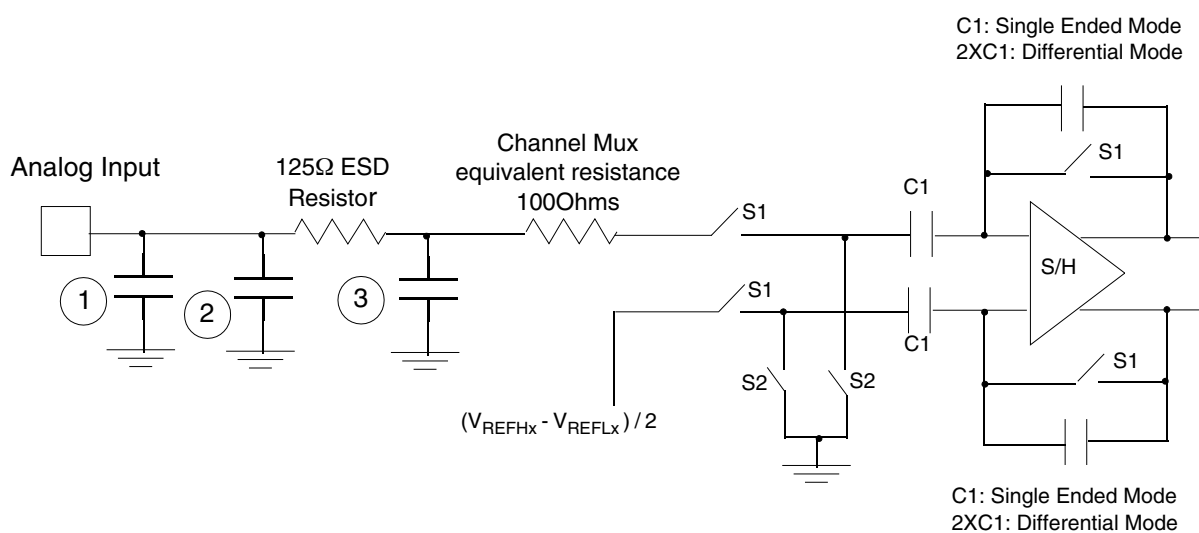 C1: Single Ended Mode
2XC1: Differential Mode
Analog Input
125Ω ESD
Resistor
Channel Mux
equivalent resistance
100Ohms
S1
C1
S1
S/H
1
2
3
S1
C1
S2
S2
S1
(VREFHx - VREFLx) / 2
C1: Single Ended Mode
2XC1: Differential Mode